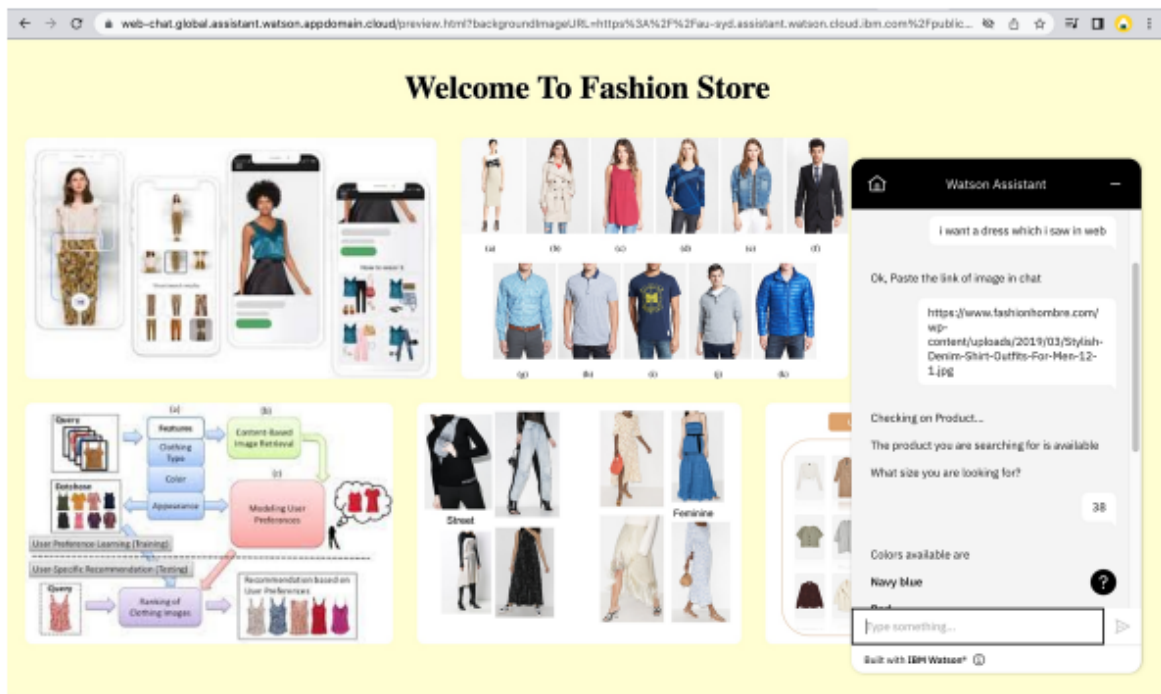 web-chat.global.assistant.watson.appdomain.cloud/preview.html?backgroundImageURL=https%3A%2F%2Fau-syd.assistant.watson.cloud.ibm.com%2Fpublic...
Welcome To Fashion Store
(a) (b) (c) (d) (e) (f)
(g) (h) (i) (j) (k)
(a)
(b)
Query
Features
Clothing
Type
Color
Appearance
Content-Based
Image Retrieval
(c)
Database
Modeling User
Preferences
User Preference Learning (Training)
User-Specific Recommendation (Testing)
Query
Ranking of
Clothing Images
Recommendation based on
User Preferences
Street
Feminine
Watson Assistant
i want a dress which i saw in web
Ok, Paste the link of image in chat
https://www.fashionhombre.com/
wp-
content/uploads/2019/03/Stylish-
Denim-Shirt-Outfits-For-Men-12-
1.jpg
Checking on Product...
The product you are searching for is available
What size you are looking for?
38
Colors available are
Navy blue
?
Type something...
Built with IBM Watson®